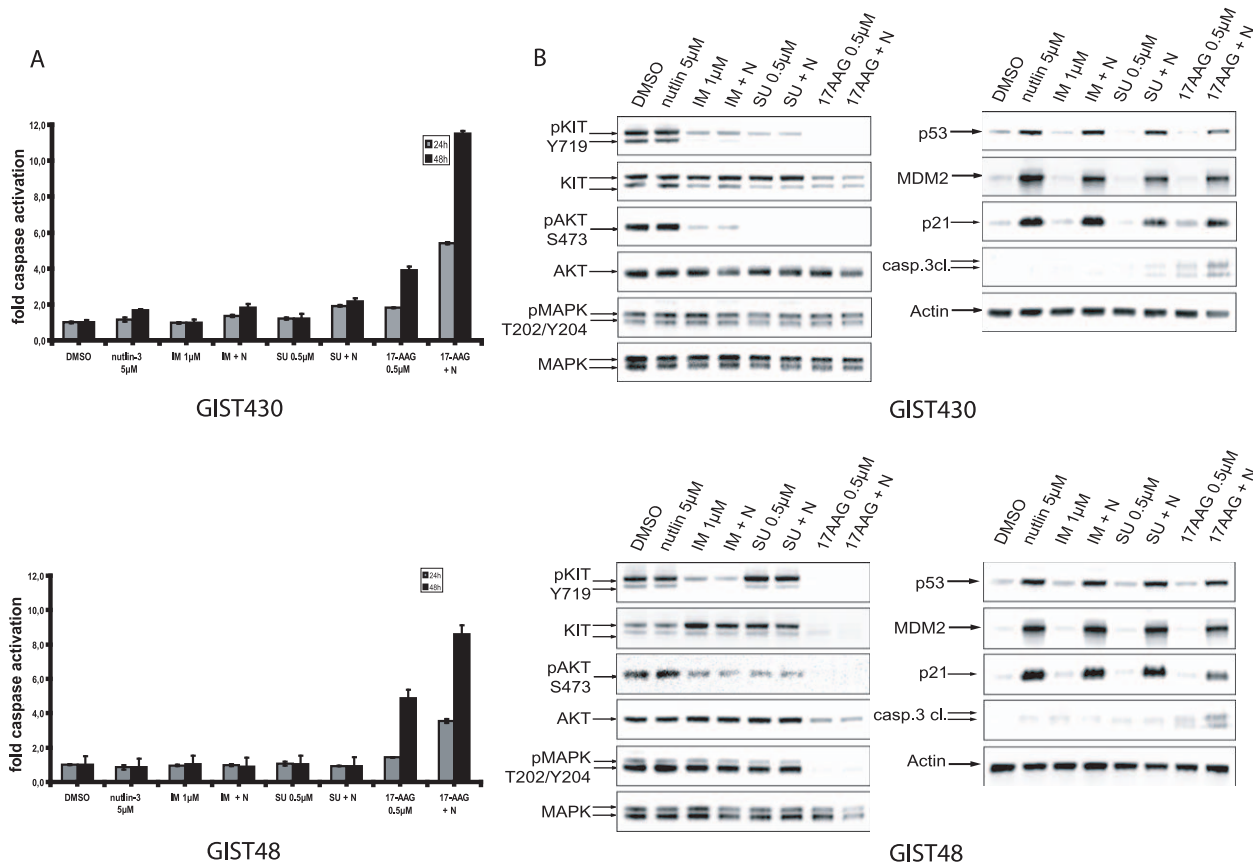 A
fold caspase activation
12,0
10,0
8,0
6,0
4,0
2,0
0,0
24h
48h
DMSO
nutlin-3
5µM
IM 1µM
IM + N
SU 0.5µM
SU + N
17-AAG
0.5µM
17-AAG
+ N
GIST430
B
DMSO
nutlin 5µM
IM 1µM
IM + N
SU 0.5µM
SU + N
17AAG 0.5µM
17AAG + N
pKIT
Y719
KIT
pAKT
S473
AKT
pMAPK
T202/Y204
MAPK
DMSO
nutlin 5µM
IM 1µM
IM + N
SU 0.5µM
SU + N
17AAG 0.5µM
17AAG + N
p53
MDM2
p21
casp.3cl.
Actin
GIST430
fold caspase activation
12,0
10,0
8,0
6,0
4,0
2,0
0,0
24h
48h
DMSO
nutlin-3
5µM
IM 1µM
IM + N
SU 0.5µM
SU + N
17-AAG
0.5µM
17-AAG
+ N
GIST48
DMSO
nutlin 5µM
IM 1µM
IM + N
SU 0.5µM
SU + N
17AAG 0.5µM
17AAG + N
pKIT
Y719
KIT
pAKT
S473
AKT
pMAPK
T202/Y204
MAPK
DMSO
nutlin 5µM
IM 1µM
IM + N
SU 0.5µM
SU + N
17AAG 0.5µM
17AAG + N
p53
MDM2
p21
casp.3 cl.
Actin
GIST48